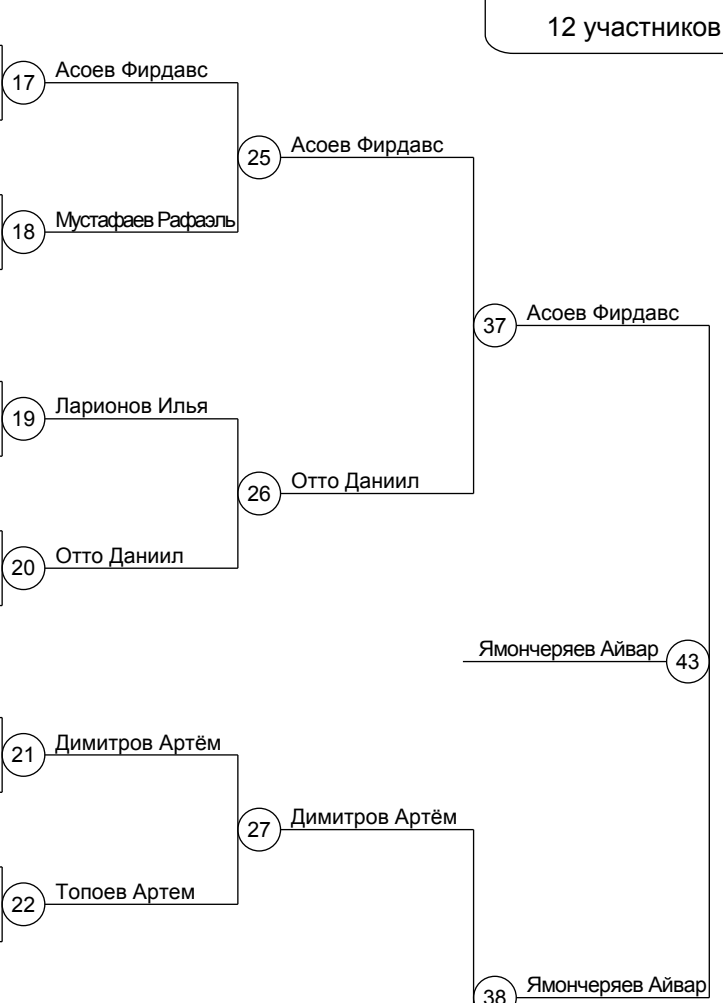 12 участников
17 Асоев Фирдавс
25 Асоев Фирдавс
18 Мустафаев Рафаэль
37 Асоев Фирдавс
19 Ларионов Илья
26 Отто Даниил
20 Отто Даниил
Ямончеряев Айвар 43
21 Димитров Артём
27 Димитров Артём
22 Топоев Артем
38 Ямончеряев Айвар